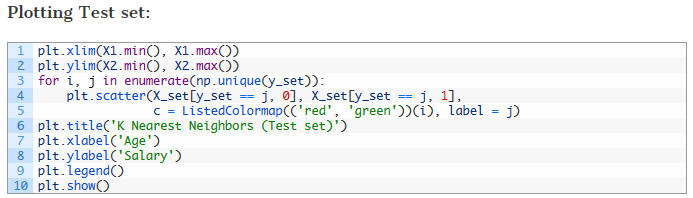 Plotting Test set:
1 plt.xlim(X1.min(), X1.max())
2 plt.ylim(X2.min(), X2.max())
3 for i, j in enumerate(np.unique(y_set)):
4     plt.scatter(X_set[y_set == j, 0], X_set[y_set == j, 1],
5                 c = ListedColormap(('red', 'green'))(i), label = j)
6 plt.title('K Nearest Neighbors (Test set)')
7 plt.xlabel('Age')
8 plt.ylabel('Salary')
9 plt.legend()
10 plt.show()